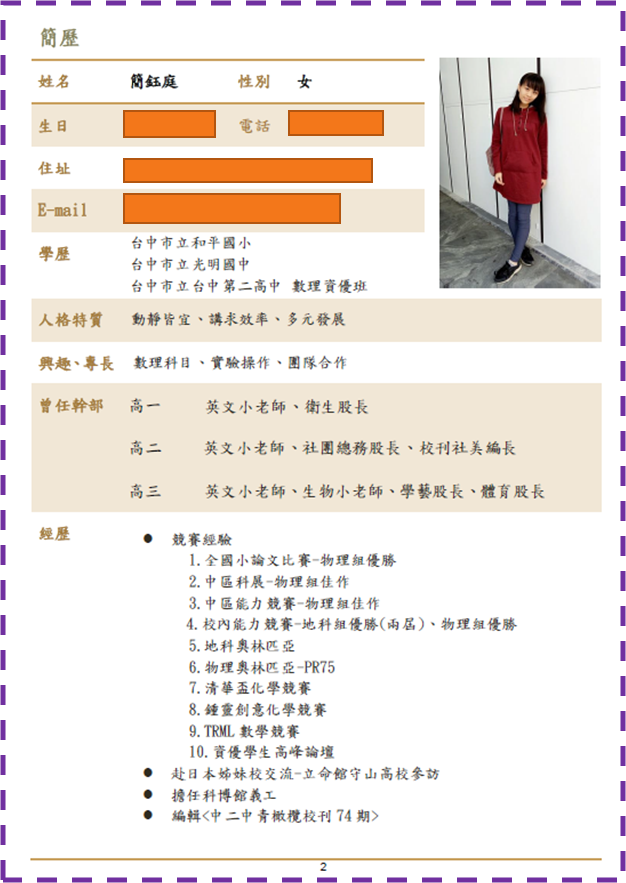 簡歷
姓名 簡鈺庭 性別 女
生日 電話
住址
E-mail
學歷
台中市立和平國小
台中市立光明國中
台中市立台中第二高中 數理資優班
人格特質 動靜皆宜、講求效率、多元發展
興趣、專長 數理科目、實驗操作、團隊合作
曾任幹部 高一 英文小老師、衛生股長
高二 英文小老師、社團總務股長、校刊社美編長
高三 英文小老師、生物小老師、學藝股長、體育股長
經歷
● 競賽經驗
1.全國小論文比賽-物理組優勝
2.中區科展-物理組佳作
3.中區能力競賽-物理組佳作
4.校內能力競賽-地科組優勝(兩屆)、物理組優勝
5.地科奧林匹亞
6.物理奧林匹亞-PR75
7.清華盃化學競賽
8.鍾靈創意化學競賽
9.TRML 數學競賽
10.資優學生高峰論壇
● 赴日本姊妹校交流-立命館守山高校參訪
● 擔任科博館義工
● 編輯<中二中青橄欖校刊 74 期>
2